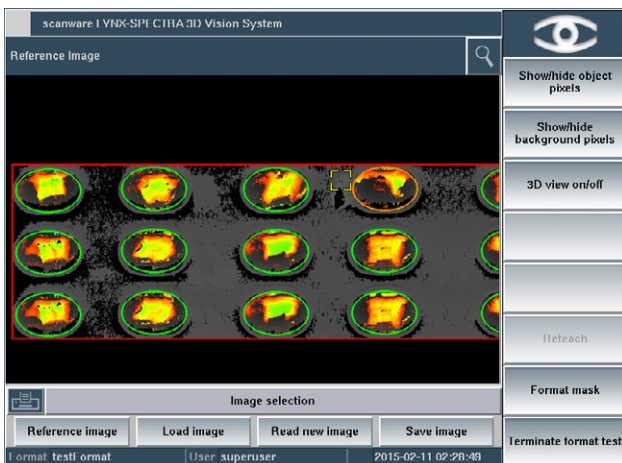 scanware LYNX-SPECTRA 3D Vision System
Reference Image
Show/hide object
pixels
Show/hide
background pixels
3D view on/off
Reteach
Format mask
Terminate format test
Image selection
Reference image
Load image
Read new image
Save image
Format testFormat
User superuser
2015-02-11 02:28:49